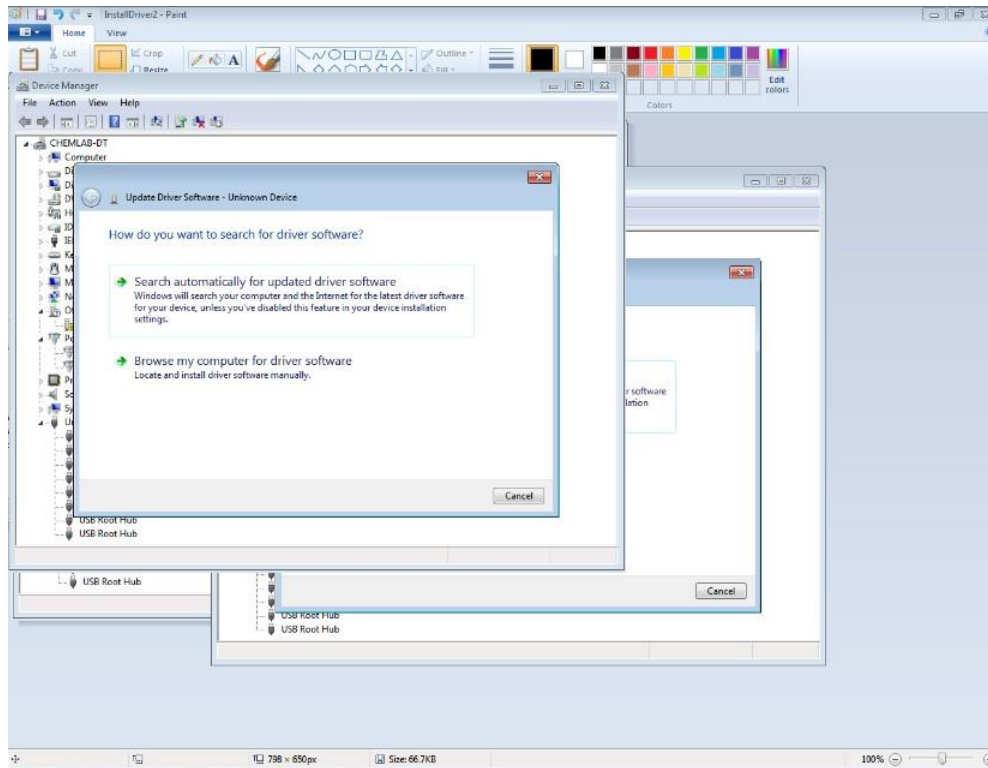 InstallDriver2 - Paint
Home View
Cut
Copy
Crop
Resize
A
Outline
Fill
Edit
colors
Colors
Device Manager
File Action View Help
CHEMLAB-DT
Computer
Update Driver Software - Unknown Device
How do you want to search for driver software?
Search automatically for updated driver software
Windows will search your computer and the Internet for the latest driver software
for your device, unless you've disabled this feature in your device installation
settings.
Browse my computer for driver software
Locate and install driver software manually.
r software
lation
Cancel
USB Root Hub
USB Root Hub
USB Root Hub
Cancel
USB Root Hub
USB Root Hub
798 × 650px
Size: 66.7KB
100%